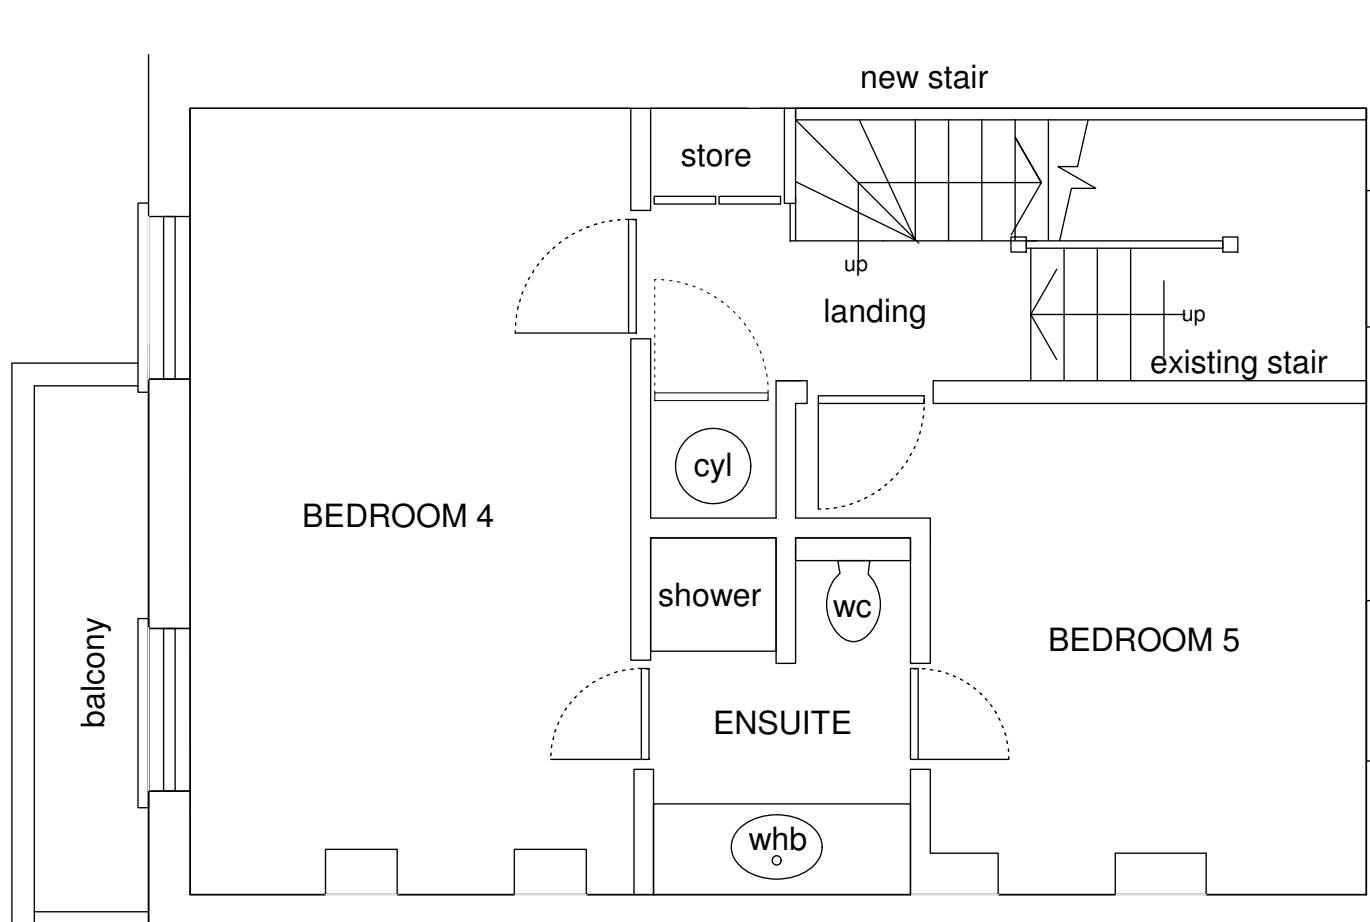 new stair
store
up
landing
up
existing stair
cyl
BEDROOM 4
shower
wc
BEDROOM 5
balcony
ENSUITE
whb